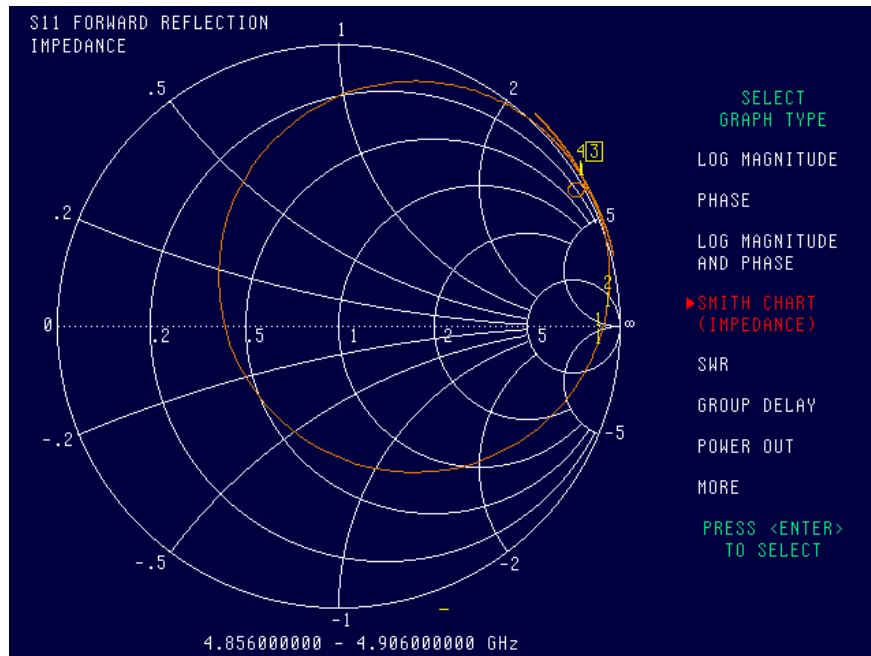 S11 FORWARD REFLECTION
IMPEDANCE
1
.5
2
4 3
.2
5
2
0
.2
.5
1
2
5
1
∞
-.2
-5
-.5
-2
-1
4.856000000 - 4.906000000 GHz
SELECT
GRAPH TYPE
LOG MAGNITUDE
PHASE
LOG MAGNITUDE
AND PHASE
▶SMITH CHART
(IMPEDANCE)
SWR
GROUP DELAY
POWER OUT
MORE
PRESS <ENTER>
TO SELECT